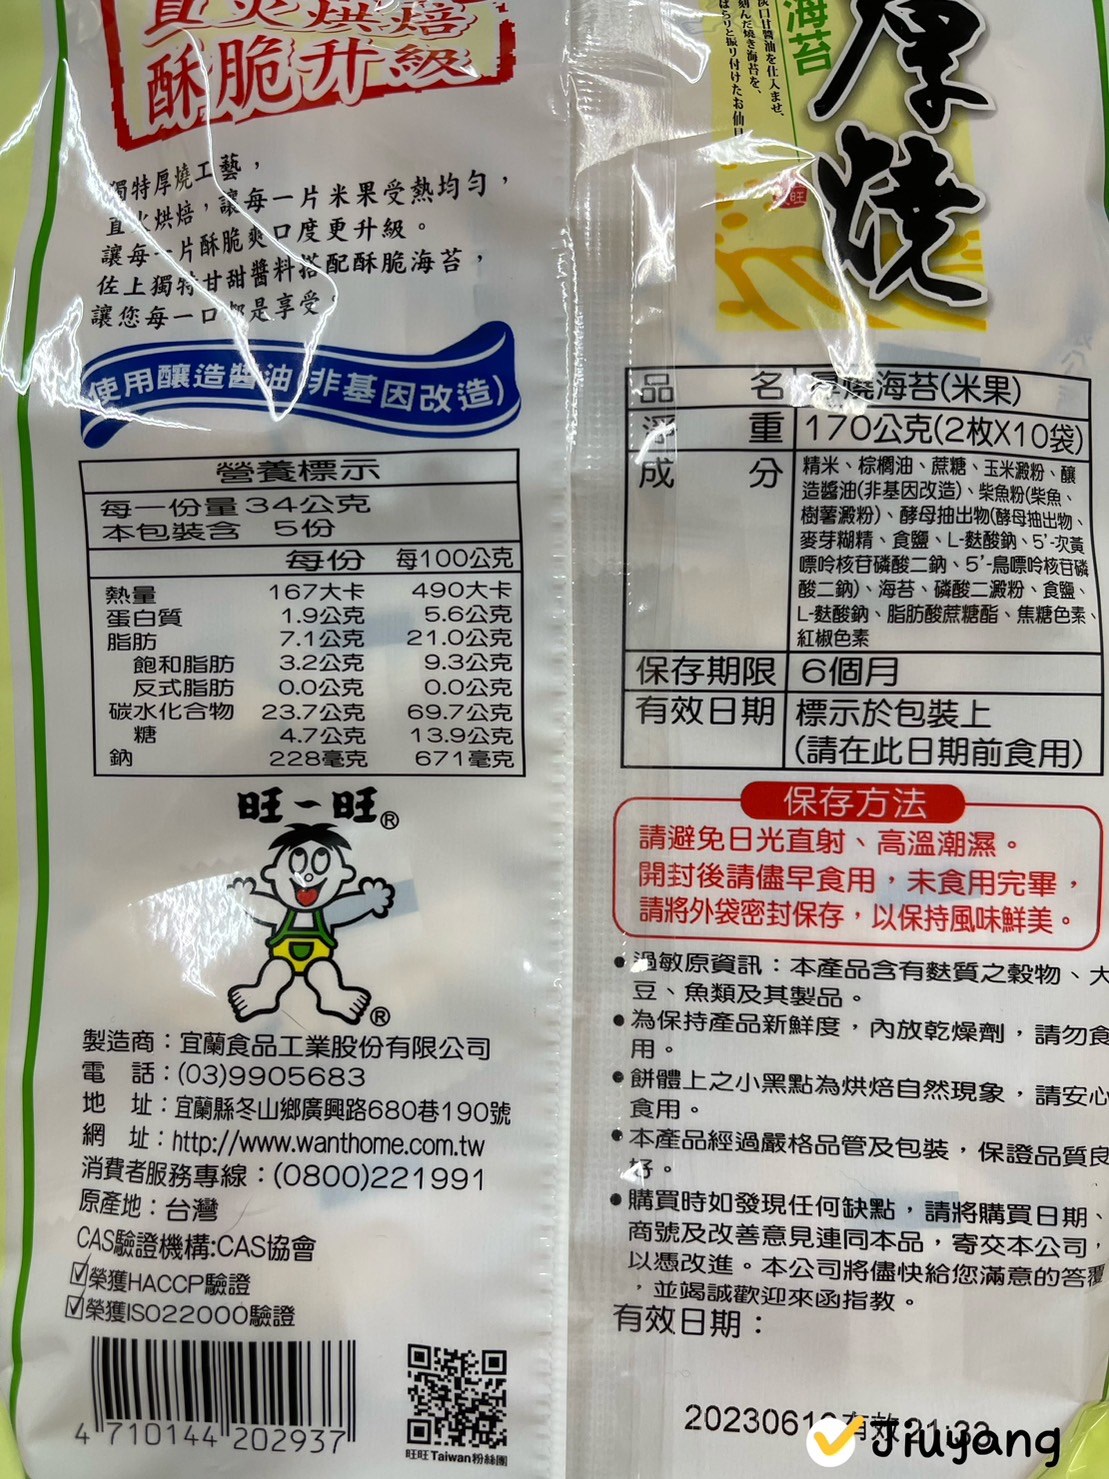 直火烘焙
酥脆升級
獨特厚燒工藝，
直火烘焙，讓每一片米果受熱均勻，
讓每一片酥脆爽口度更升級。
佐上獨特甘甜醬料搭配酥脆海苔，
讓您每一口都是享受。
使用釀造醬油(非基因改造)
營養標示
每一份量34公克
本包裝含 5份
每份 每100公克
熱量 167大卡 490大卡
蛋白質 1.9公克 5.6公克
脂肪 7.1公克 21.0公克
飽和脂肪 3.2公克 9.3公克
反式脂肪 0.0公克 0.0公克
碳水化合物 23.7公克 69.7公克
糖 4.7公克 13.9公克
鈉 228毫克 671毫克
旺一旺®
®
製造商：宜蘭食品工業股份有限公司
電 話：(03)9905683
地 址：宜蘭縣冬山鄉廣興路680巷190號
網 址：http://www.wanthome.com.tw
消費者服務專線：(0800)221991
原產地：台灣
CAS驗證機構:CAS協會
☑榮獲HACCP驗證
☑榮獲ISO22000驗證
4 710144 202937
旺旺Taiwan粉絲團
海苔
厚燒
旺
品名 厚燒海苔(米果)
淨重 170公克(2枚X10袋)
成分 精米、棕櫚油、蔗糖、玉米澱粉、釀
造醬油(非基因改造)、柴魚粉(柴魚、
樹薯澱粉)、酵母抽出物(酵母抽出物、
麥芽糊精、食鹽、L-麩酸鈉、5'-次黃
嘌呤核苷磷酸二鈉、5'-鳥嘌呤核苷磷
酸二鈉)、海苔、磷酸二澱粉、食鹽、
L-麩酸鈉、脂肪酸蔗糖酯、焦糖色素、
紅椒色素
保存期限 6個月
有效日期 標示於包裝上
(請在此日期前食用)
保存方法
請避免日光直射、高溫潮濕。
開封後請儘早食用，未食用完畢，
請將外袋密封保存，以保持風味鮮美。
●過敏原資訊：本產品含有麩質之穀物、大
豆、魚類及其製品。
●為保持產品新鮮度，內放乾燥劑，請勿食
用。
●餅體上之小黑點為烘焙自然現象，請安心
食用。
●本產品經過嚴格品管及包裝，保證品質良
好。
●購買時如發現任何缺點，請將購買日期、
商號及改善意見連同本品，寄交本公司，
以憑改進。本公司將儘快給您滿意的答覆
，並竭誠歡迎來函指教。
有效日期：
2023061 有效 21:33
Jiuyang